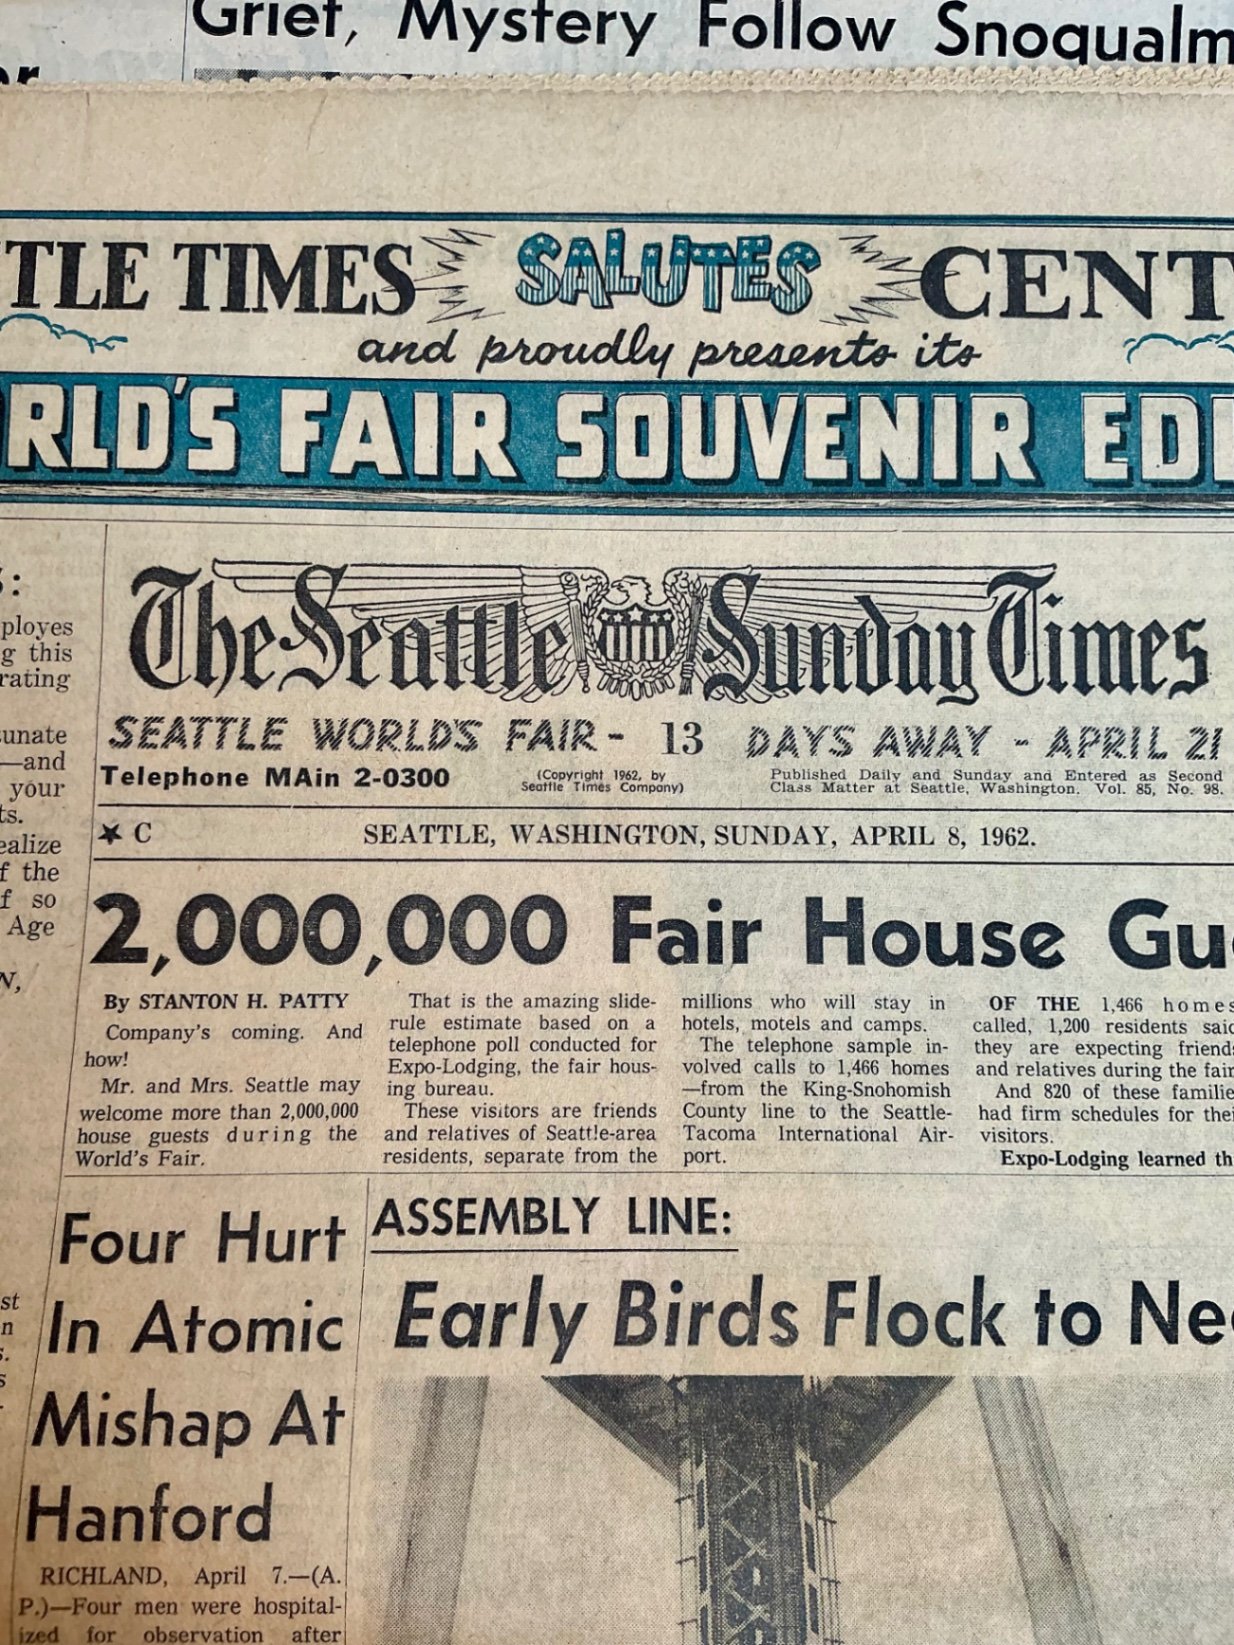 Grief, Mystery Follow
TLE TIMES SALUTES CENT
and proudly presents its
RLD'S FAIR SOUVENIR EDI
ployes
g this
rating
unate
—and
your
ts.
ealize
f the
f so
Age
N,
st
n
s.
s
The Seattle Sunday Times
SEATTLE WORLD'S FAIR - 13 DAYS AWAY - APRIL 21
Telephone MAin 2-0300
(Copyright 1962, by
Seattle Times Company)
Published Daily and Sunday and Entered as Second
Class Matter at Seattle, Washington. Vol. 85, No. 98.
★ C SEATTLE, WASHINGTON, SUNDAY, APRIL 8, 1962.
2,000,000 Fair House Gu
By STANTON H. PATTY
Company's coming. And
how!
Mr. and Mrs. Seattle may
welcome more than 2,000,000
house guests during the
World's Fair.
That is the amazing slide-
rule estimate based on a
telephone poll conducted for
Expo-Lodging, the fair hous-
ing bureau.
These visitors are friends
and relatives of Seattle-area
residents, separate from the
millions who will stay in
hotels, motels and camps.
The telephone sample in-
volved calls to 1,466 homes
—from the King-Snohomish
County line to the Seattle-
Tacoma International Air-
port.
OF THE 1,466 homes
called, 1,200 residents said
they are expecting friends
and relatives during the fair
And 820 of these familie
had firm schedules for thei
visitors.
Expo-Lodging learned th
Four Hurt
In Atomic
Mishap At
Hanford
RICHLAND, April 7.—(A.
P.)—Four men were hospital-
ized for observation after
ASSEMBLY LINE:
Early Birds Flock to Ne